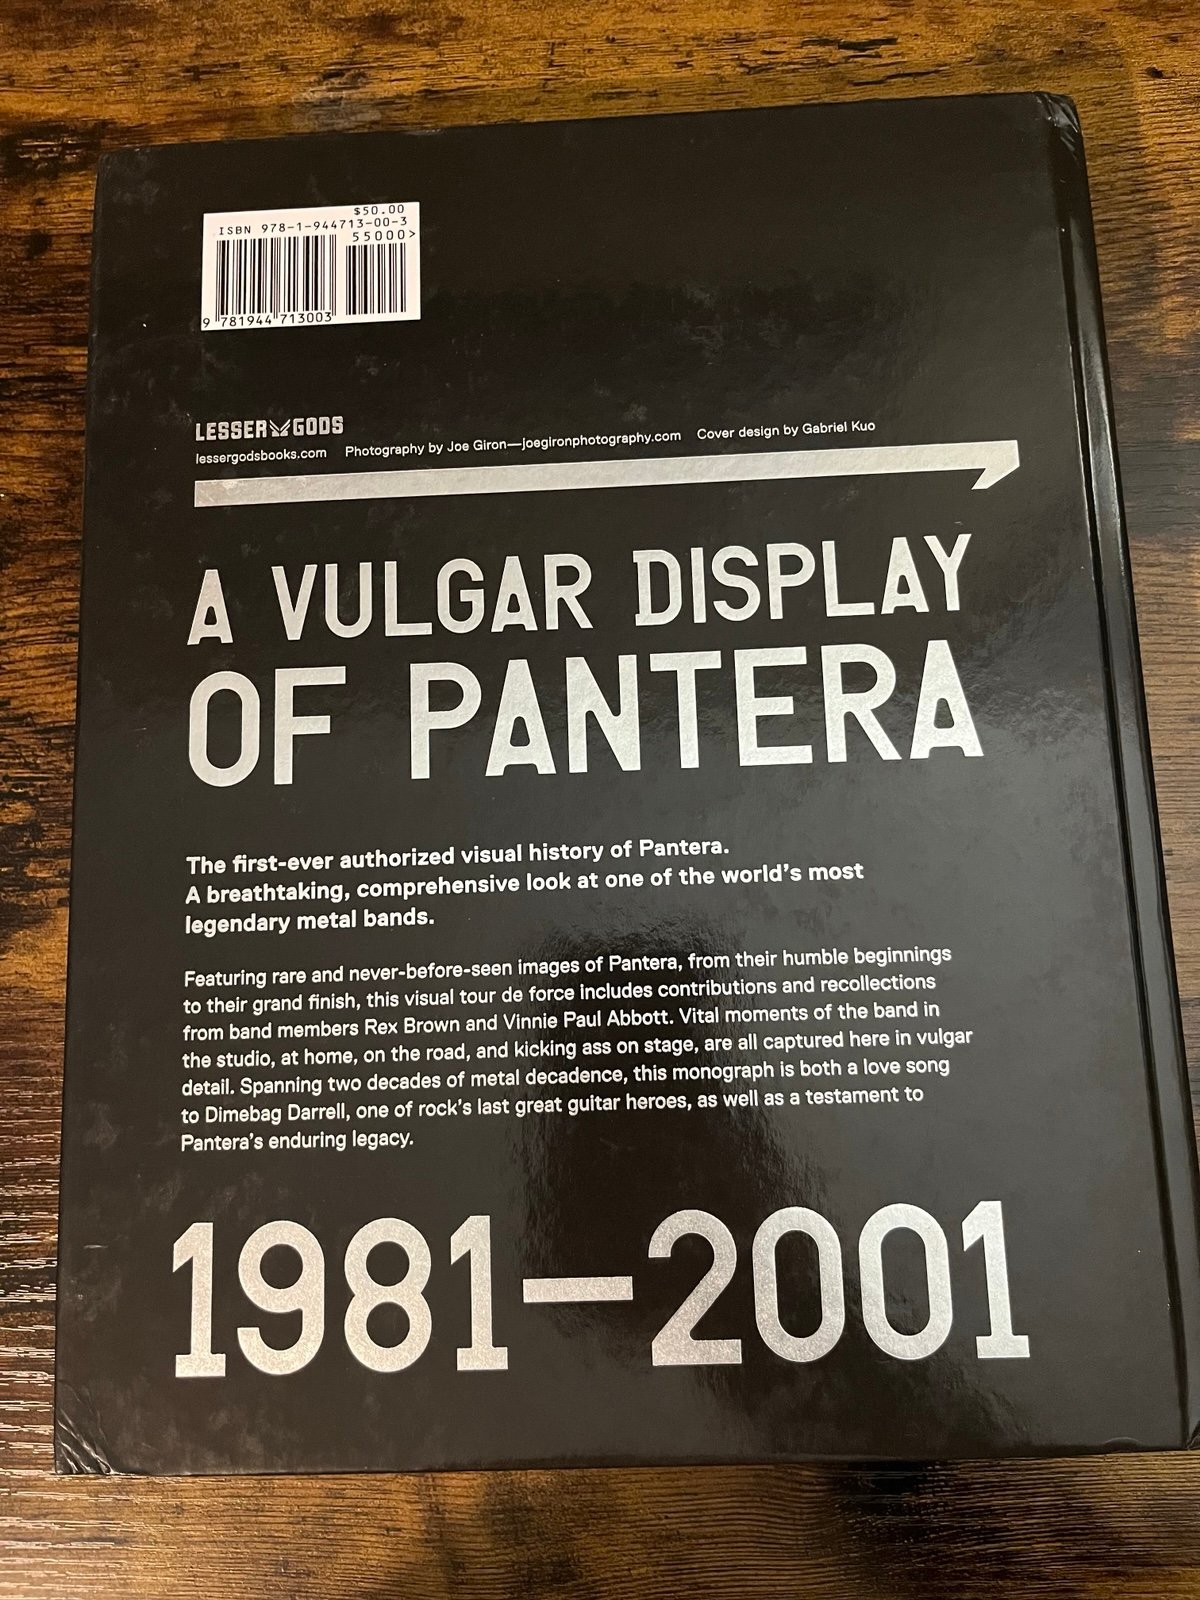 $50.00
ISBN 978-1-944713-00-3
55000>
9 781944 713003
LESSER GODS
lessergodsbooks.com Photography by Joe Giron—joegironphotography.com Cover design by Gabriel Kuo
A VULGAR DISPLAY
OF PANTERA
The first-ever authorized visual history of Pantera.
A breathtaking, comprehensive look at one of the world's most
legendary metal bands.
Featuring rare and never-before-seen images of Pantera, from their humble beginnings
to their grand finish, this visual tour de force includes contributions and recollections
from band members Rex Brown and Vinnie Paul Abbott. Vital moments of the band in
the studio, at home, on the road, and kicking ass on stage, are all captured here in vulgar
detail. Spanning two decades of metal decadence, this monograph is both a love song
to Dimebag Darrell, one of rock's last great guitar heroes, as well as a testament to
Pantera's enduring legacy.
1981—2001